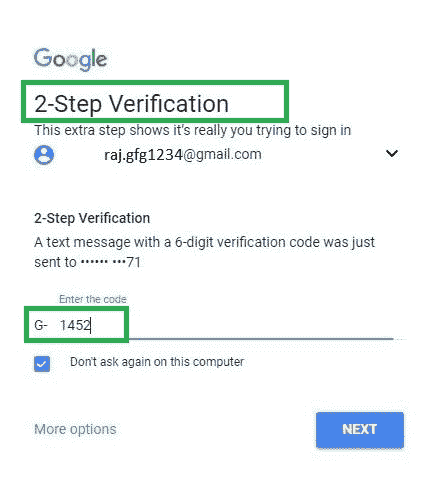 Google
2-Step Verification
This extra step shows it's really you trying to sign in
raj.gfg1234@gmail.com
2-Step Verification
A text message with a 6-digit verification code was just
sent to •••••• •••71
Enter the code
G- 1452
Don't ask again on this computer
More options
NEXT